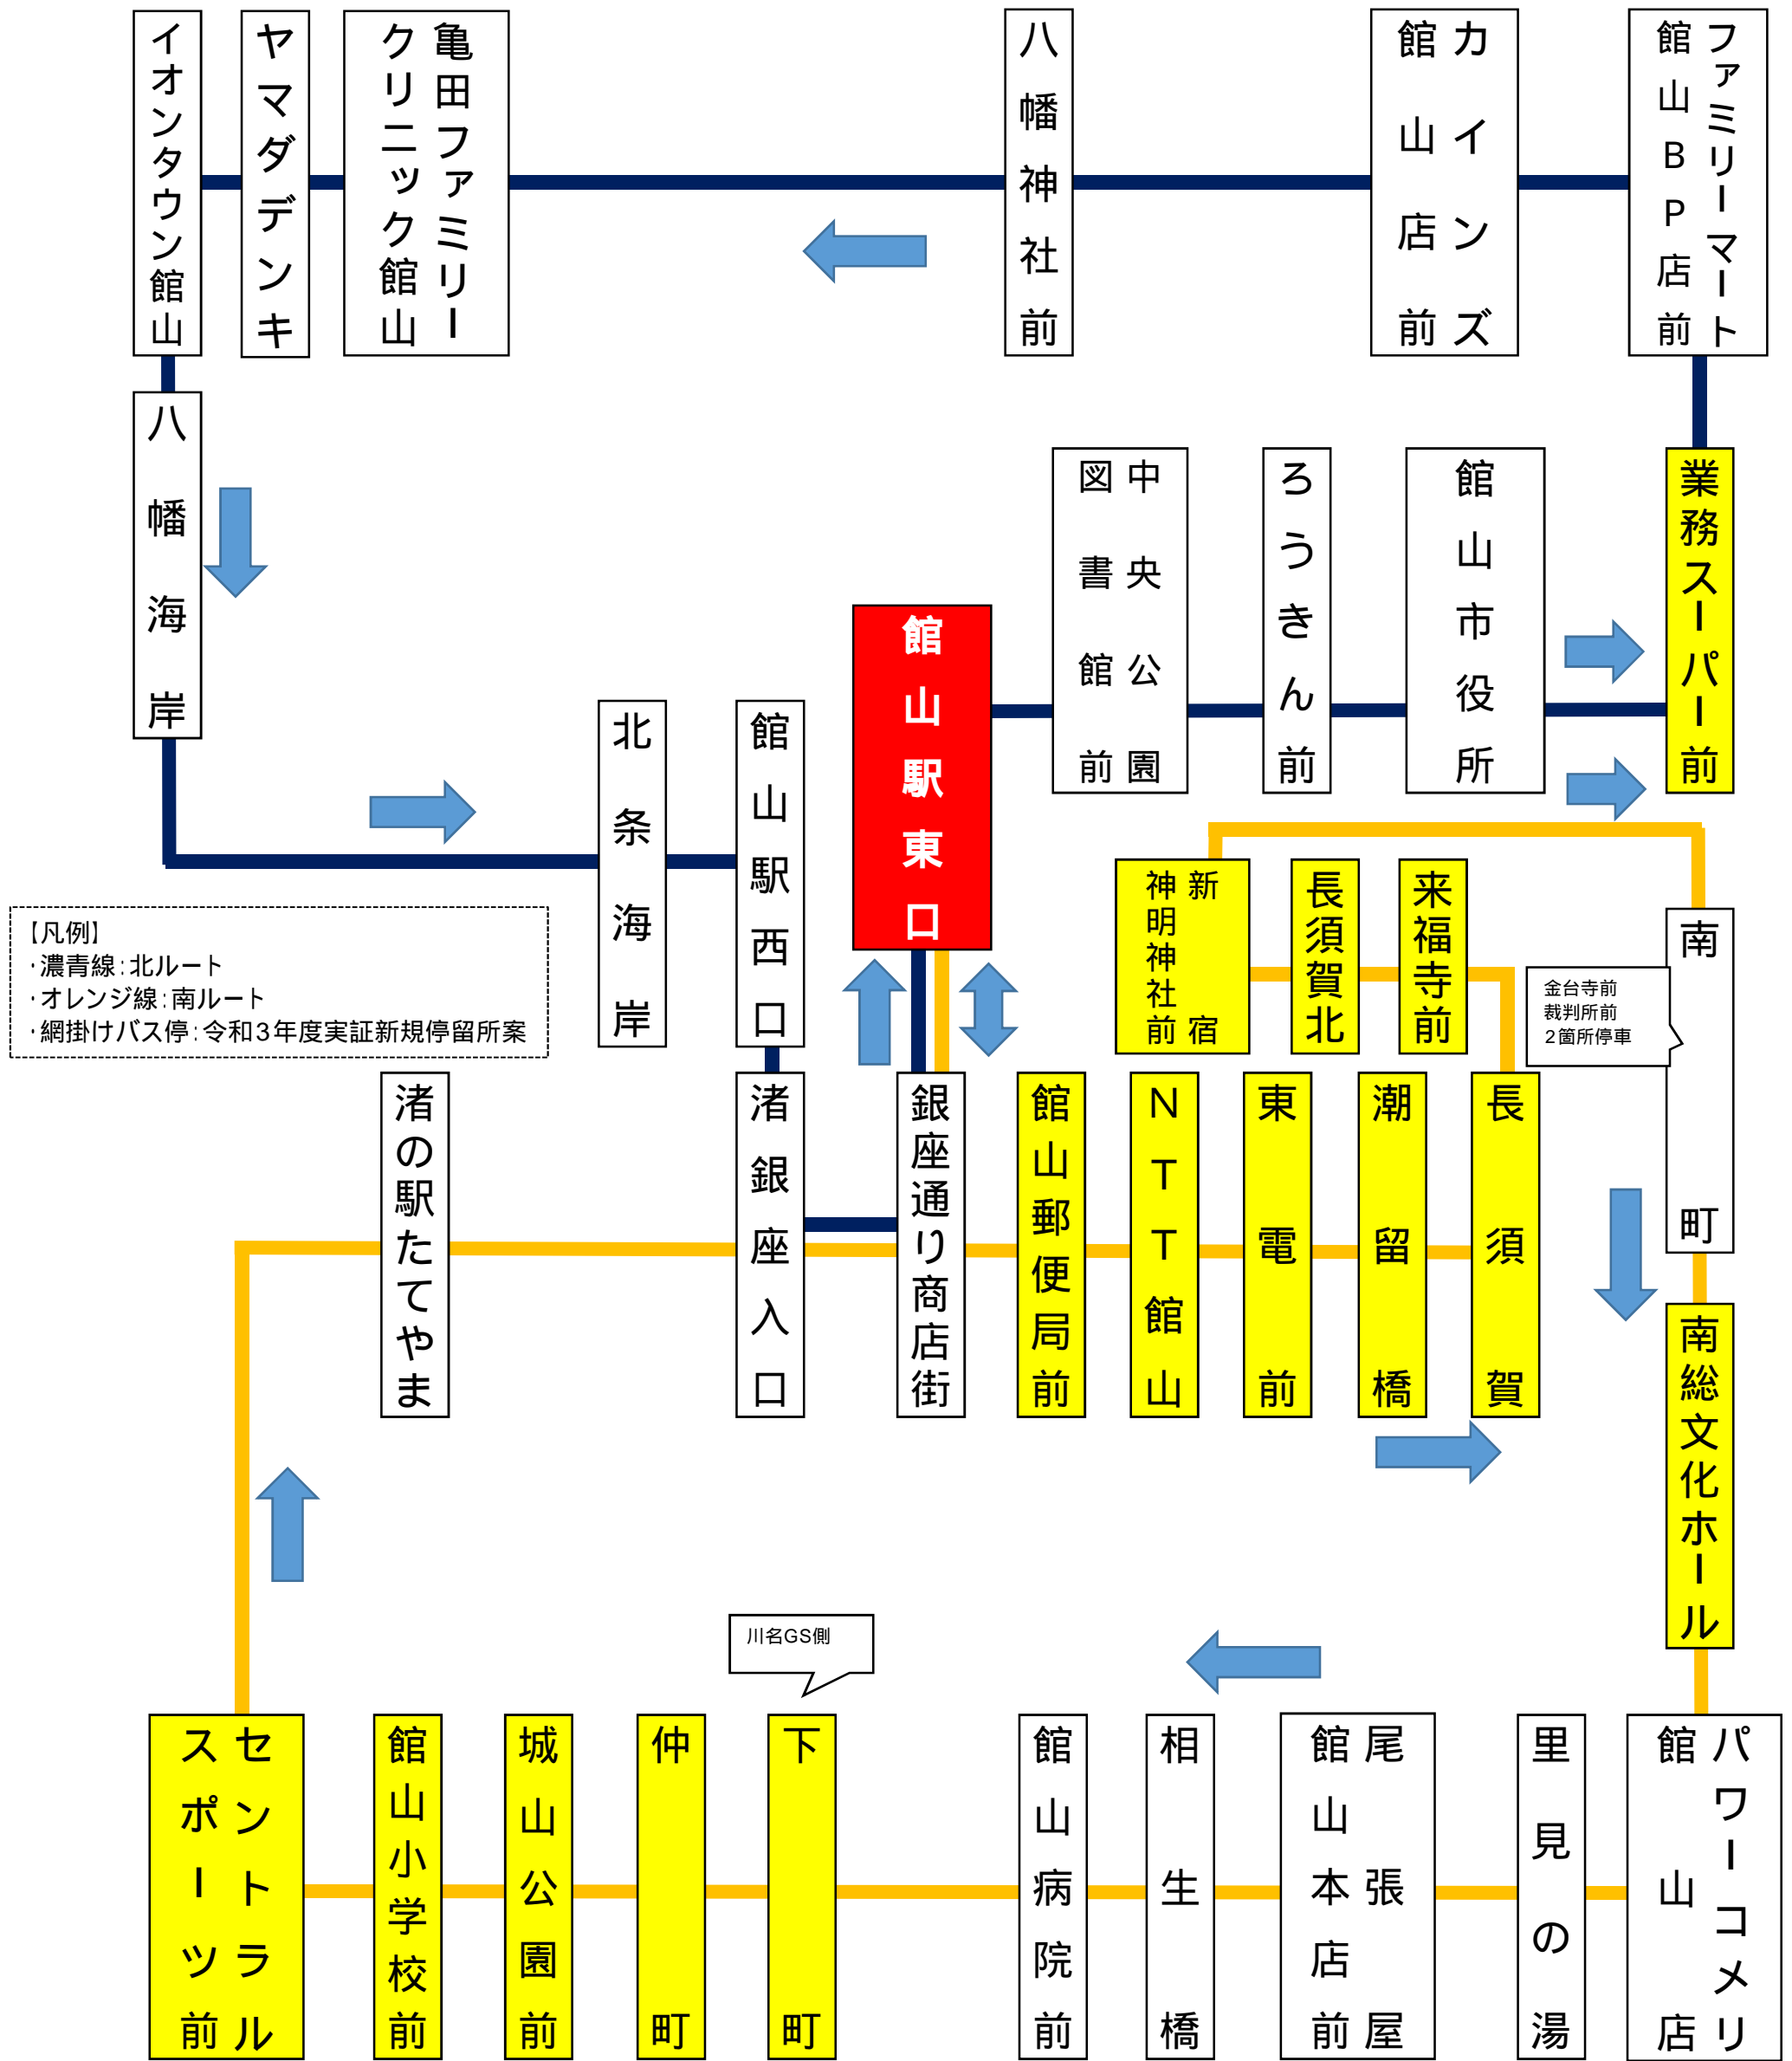 イオンタウン館山
ヤマダデンキ
亀田ファミリー
クリニック館山
八幡神社前
カインズ
館山店前
ファミリーマート
館山ＢＰ店前
八幡海岸
中央公園
図書館前
ろうきん前
館山市役所
業務スーパー前
館山駅東口
北条海岸
館山駅西口
新宿
神明神社前
長須賀北
来福寺前
南町
金台寺前
裁判所前
2箇所停車
【凡例】
・濃青線：北ルート
・オレンジ線：南ルート
・網掛けバス停：令和３年度実証新規停留所案
渚の駅たてやま
渚銀座入口
銀座通り商店街
館山郵便局前
ＮＴＴ館山
東電前
潮留橋
長須賀
南総文化ホール
川名GS側
セントラル
スポーツ前
館山小学校前
城山公園前
仲町
下町
館山病院前
相生橋
尾張屋
館山本店前
里見の湯
パワーコメリ
館山店